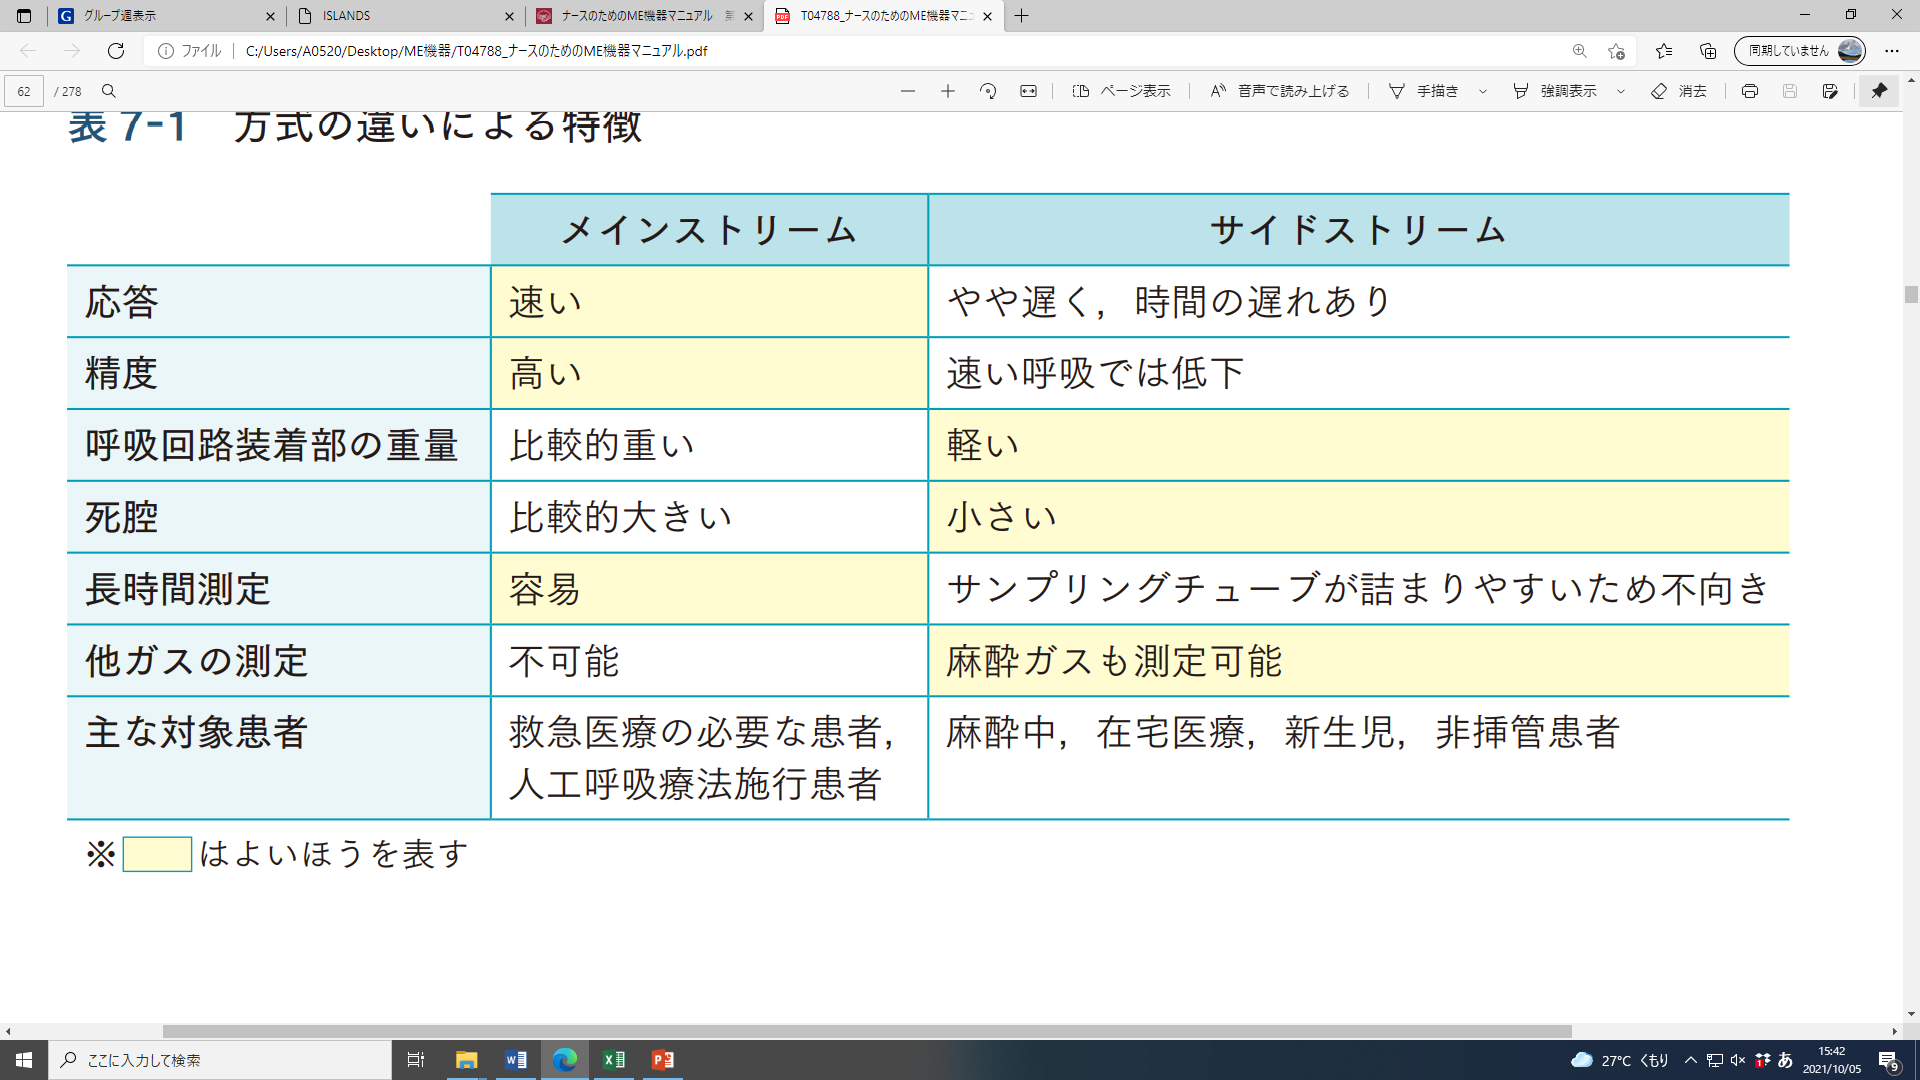 グループ週表示
ISLANDS
ナースのためのME機器マニュアル
T04788_ナースのためのME機器マニュ
ファイル
C:/Users/A0520/Desktop/ME機器/T04788_ナースのためのME機器マニュアル.pdf
同期していません
62 / 278
ページ表示
音声で読み上げる
手描き
強調表示
消去
表 7-1 方式の違いによる特徴
メインストリーム サイドストリーム
応答 速い やや遅く，時間の遅れあり
精度 高い 速い呼吸では低下
呼吸回路装着部の重量 比較的重い 軽い
死腔 比較的大きい 小さい
長時間測定 容易 サンプリングチューブが詰まりやすいため不向き
他ガスの測定 不可能 麻酔ガスも測定可能
主な対象患者 救急医療の必要な患者， 麻酔中，在宅医療，新生児，非挿管患者
人工呼吸療法施行患者
※ はよいほうを表す
ここに入力して検索
27°C くもり
あ
15:42
2021/10/05
9